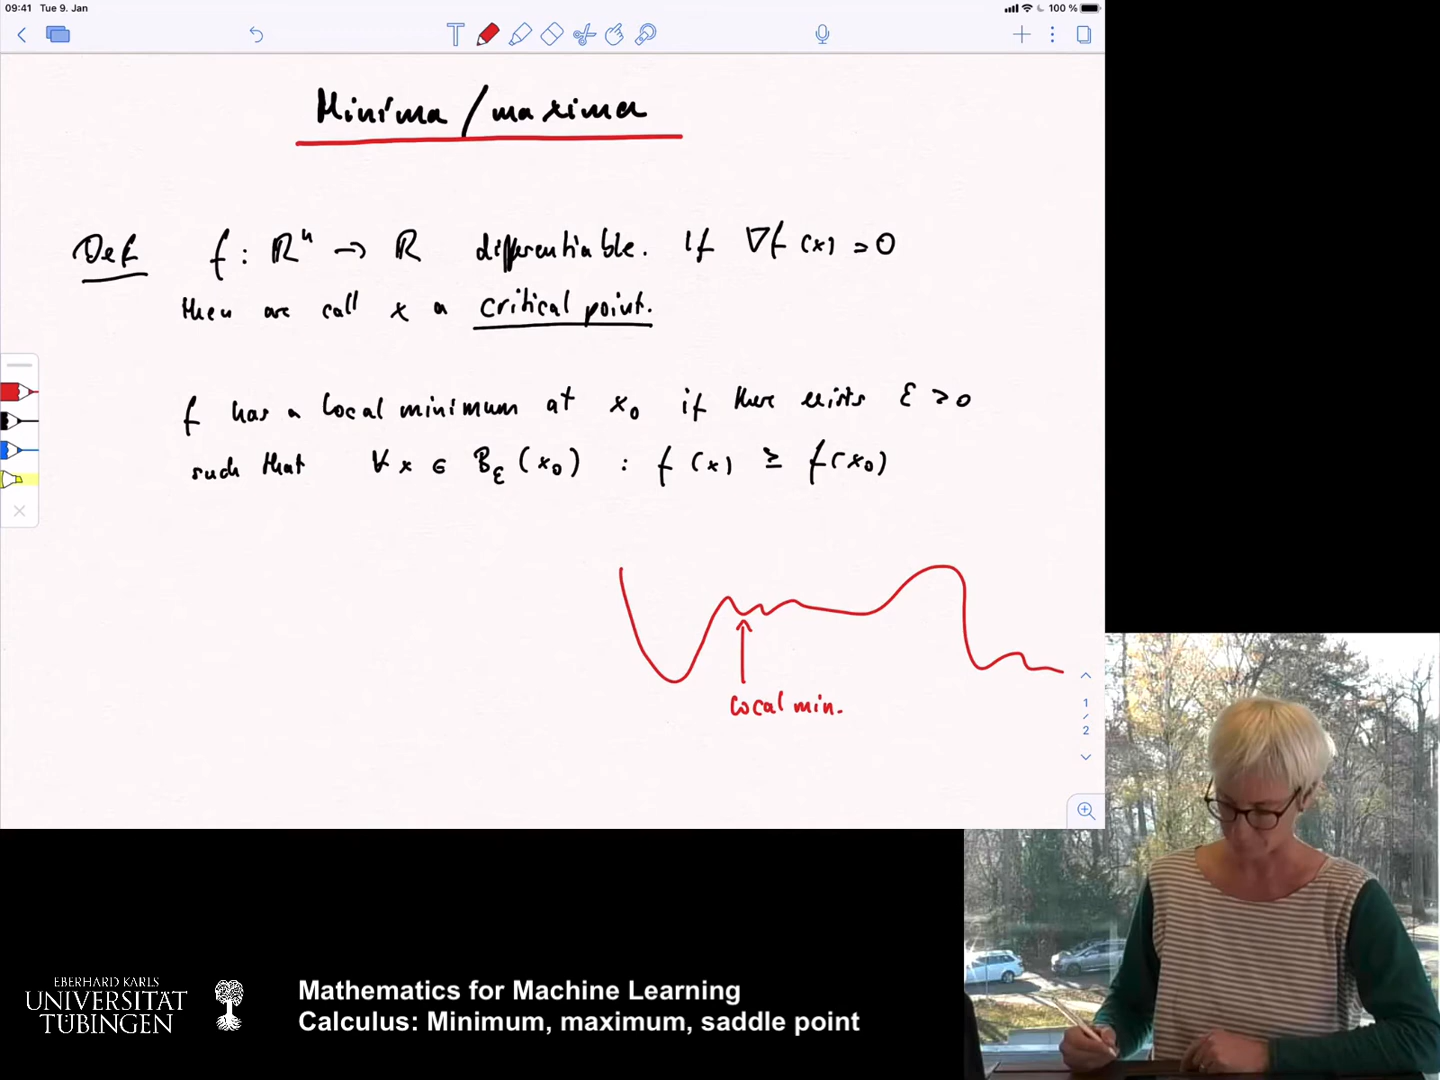 09:41 Tue 9. Jan
100 %
T
Minima / maxima
Def f : ℝⁿ → ℝ differentiable. If ∇f (x) = 0
then we call x a critical point.
f has a local minimum at x₀ if there exists ε > 0
such that ∀ x ∈ B_ε (x₀) : f (x) ≥ f(x₀)
local min.
1
/
2
EBERHARD KARLS
UNIVERSITÄT
TÜBINGEN
Mathematics for Machine Learning
Calculus: Minimum, maximum, saddle point